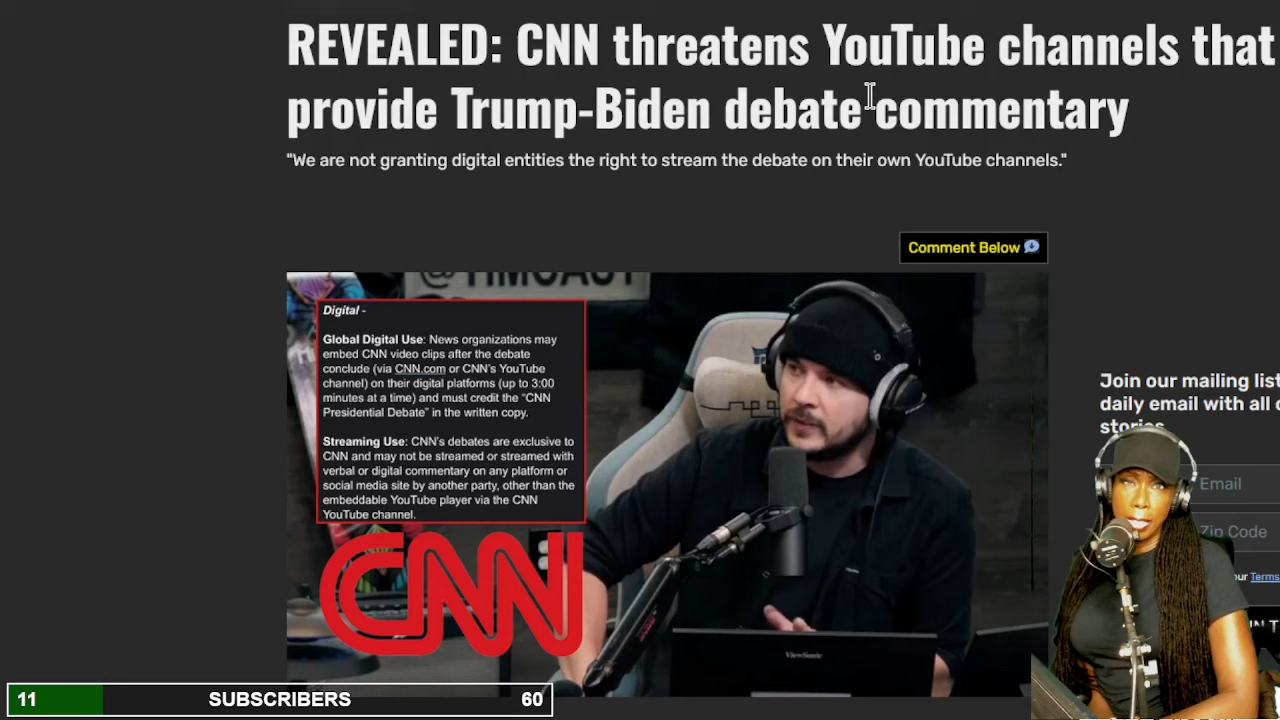 REVEALED: CNN threatens YouTube channels that
provide Trump-Biden debate commentary
"We are not granting digital entities the right to stream the debate on their own YouTube channels."
Comment Below
@TIMCAST
Digital -
Global Digital Use: News organizations may
embed CNN video clips after the debate
conclude (via CNN.com or CNN's YouTube
channel) on their digital platforms (up to 3:00
minutes at a time) and must credit the "CNN
Presidential Debate" in the written copy.
Streaming Use: CNN's debates are exclusive to
CNN and may not be streamed or streamed with
verbal or digital commentary on any platform or
social media site by another party, other than the
embeddable YouTube player via the CNN
YouTube channel.
CNN
ViewSonic
Join our mailing list
daily email with all
stories
Email
Zip Code
Terms
11 SUBSCRIBERS 60